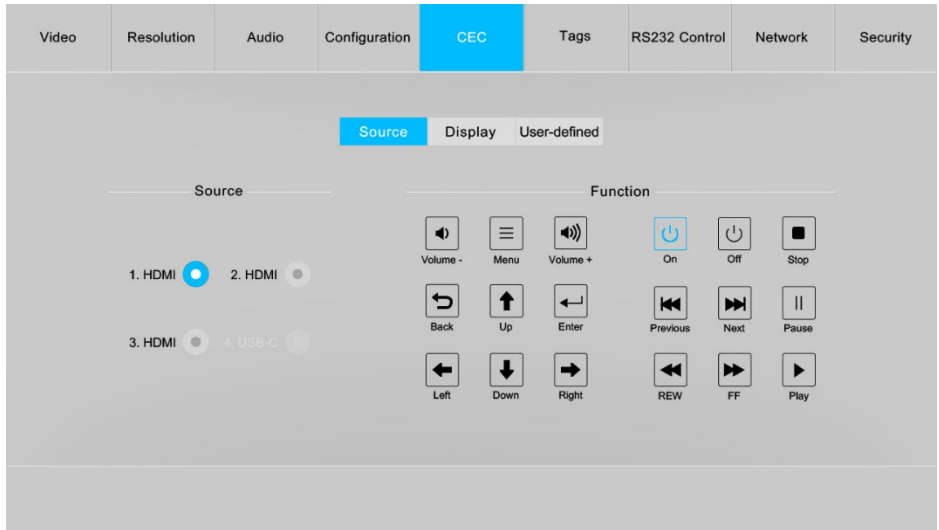 Video Resolution Audio Configuration CEC Tags RS232 Control Network Security
Source Display User-defined
Source
Function
Volume - Menu Volume + On Off Stop
1. HDMI 2. HDMI
Back Up Enter Previous Next Pause
3. HDMI 4. USB-C
Left Down Right REW FF Play